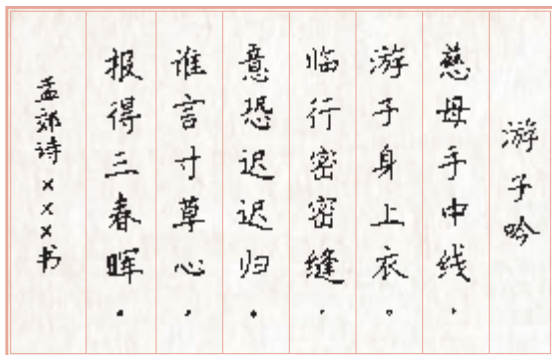 游子吟
慈母手中线，
游子身上衣。
临行密密缝，
意恐迟迟归。
谁言寸草心，
报得三春晖。
孟郊诗×××书